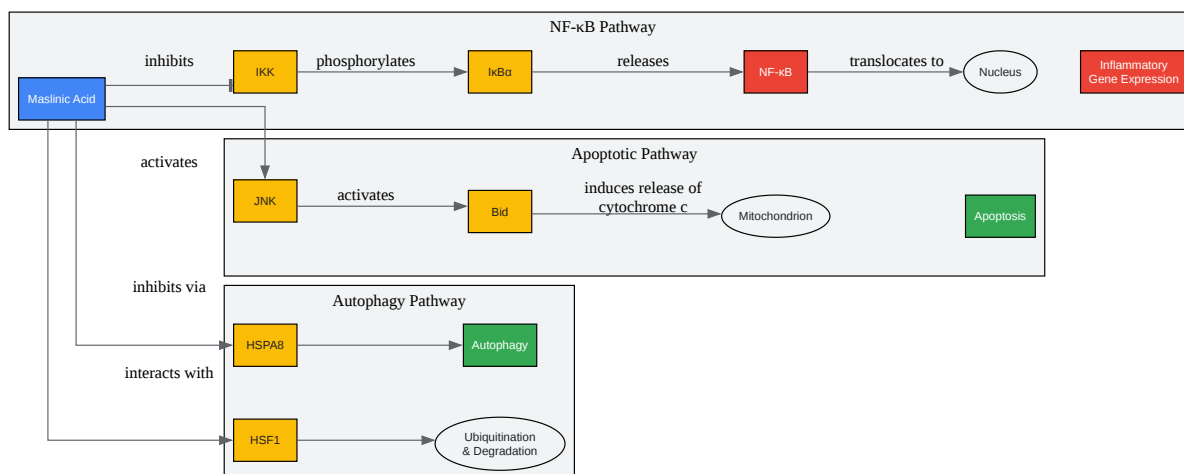 NF-κB Pathway
inhibits
IKK
phosphorylates
IκBα
releases
NF-κB
translocates to
Nucleus
Inflammatory
Gene Expression
Maslinic Acid
activates
Apoptotic Pathway
JNK
activates
Bid
induces release of
cytochrome c
Mitochondrion
Apoptosis
inhibits via
Autophagy Pathway
HSPA8
Autophagy
interacts with
HSF1
Ubiquitination
& Degradation